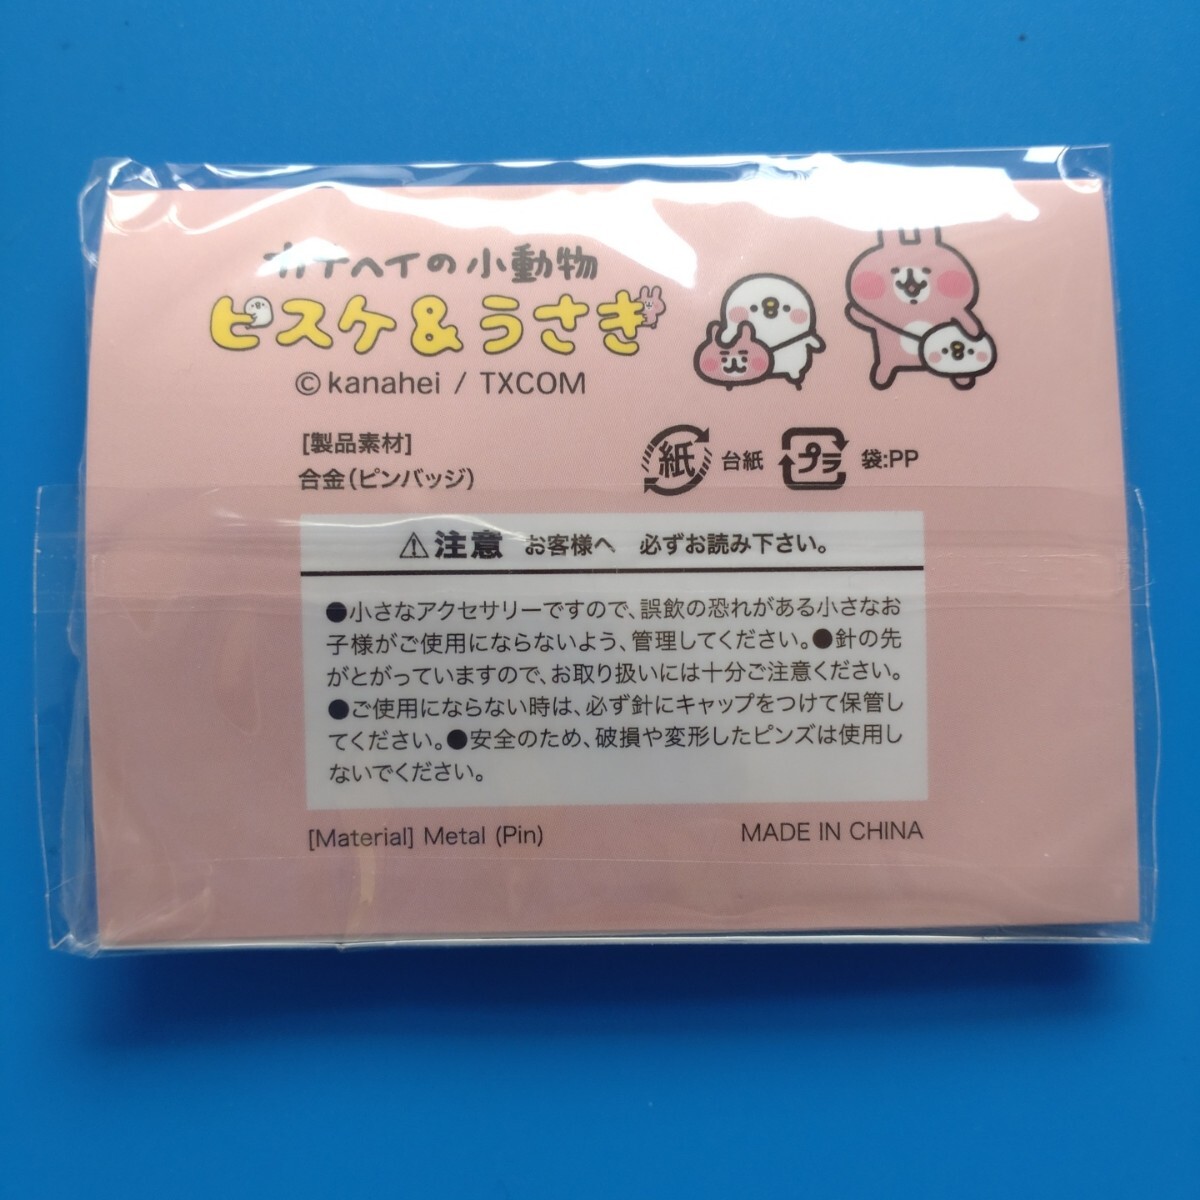 カナヘイの小動物
ピスケ&うさぎ
©kanahei / TXCOM
[製品素材]
合金(ピンバッジ)
紙 台紙 プラ 袋:PP
⚠注意 お客様へ 必ずお読み下さい。
●小さなアクセサリーですので、誤飲の恐れがある小さなお
子様がご使用にならないよう、管理してください。●針の先
がとがっていますので、お取り扱いには十分ご注意ください。
●ご使用にならない時は、必ず針にキャップをつけて保管し
てください。●安全のため、破損や変形したピンズは使用し
ないでください。
[Material] Metal (Pin) MADE IN CHINA